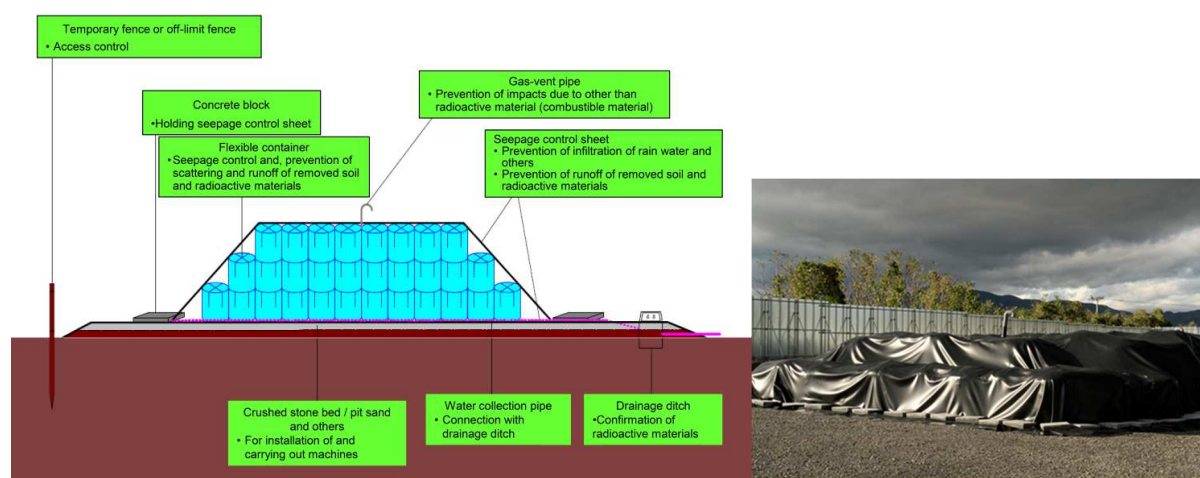 Temporary fence or off-limit fence
• Access control
Gas-vent pipe
• Prevention of impacts due to other than
radioactive material (combustible material)
Concrete block
•Holding seepage control sheet
Flexible container
• Seepage control and, prevention of
scattering and runoff of removed soil
and radioactive materials
Seepage control sheet
• Prevention of infiltration of rain water and
others
• Prevention of runoff of removed soil and
radioactive materials
Crushed stone bed / pit sand
and others
• For installation of and
carrying out machines
Water collection pipe
• Connection with
drainage ditch
Drainage ditch
•Confirmation of
radioactive materials